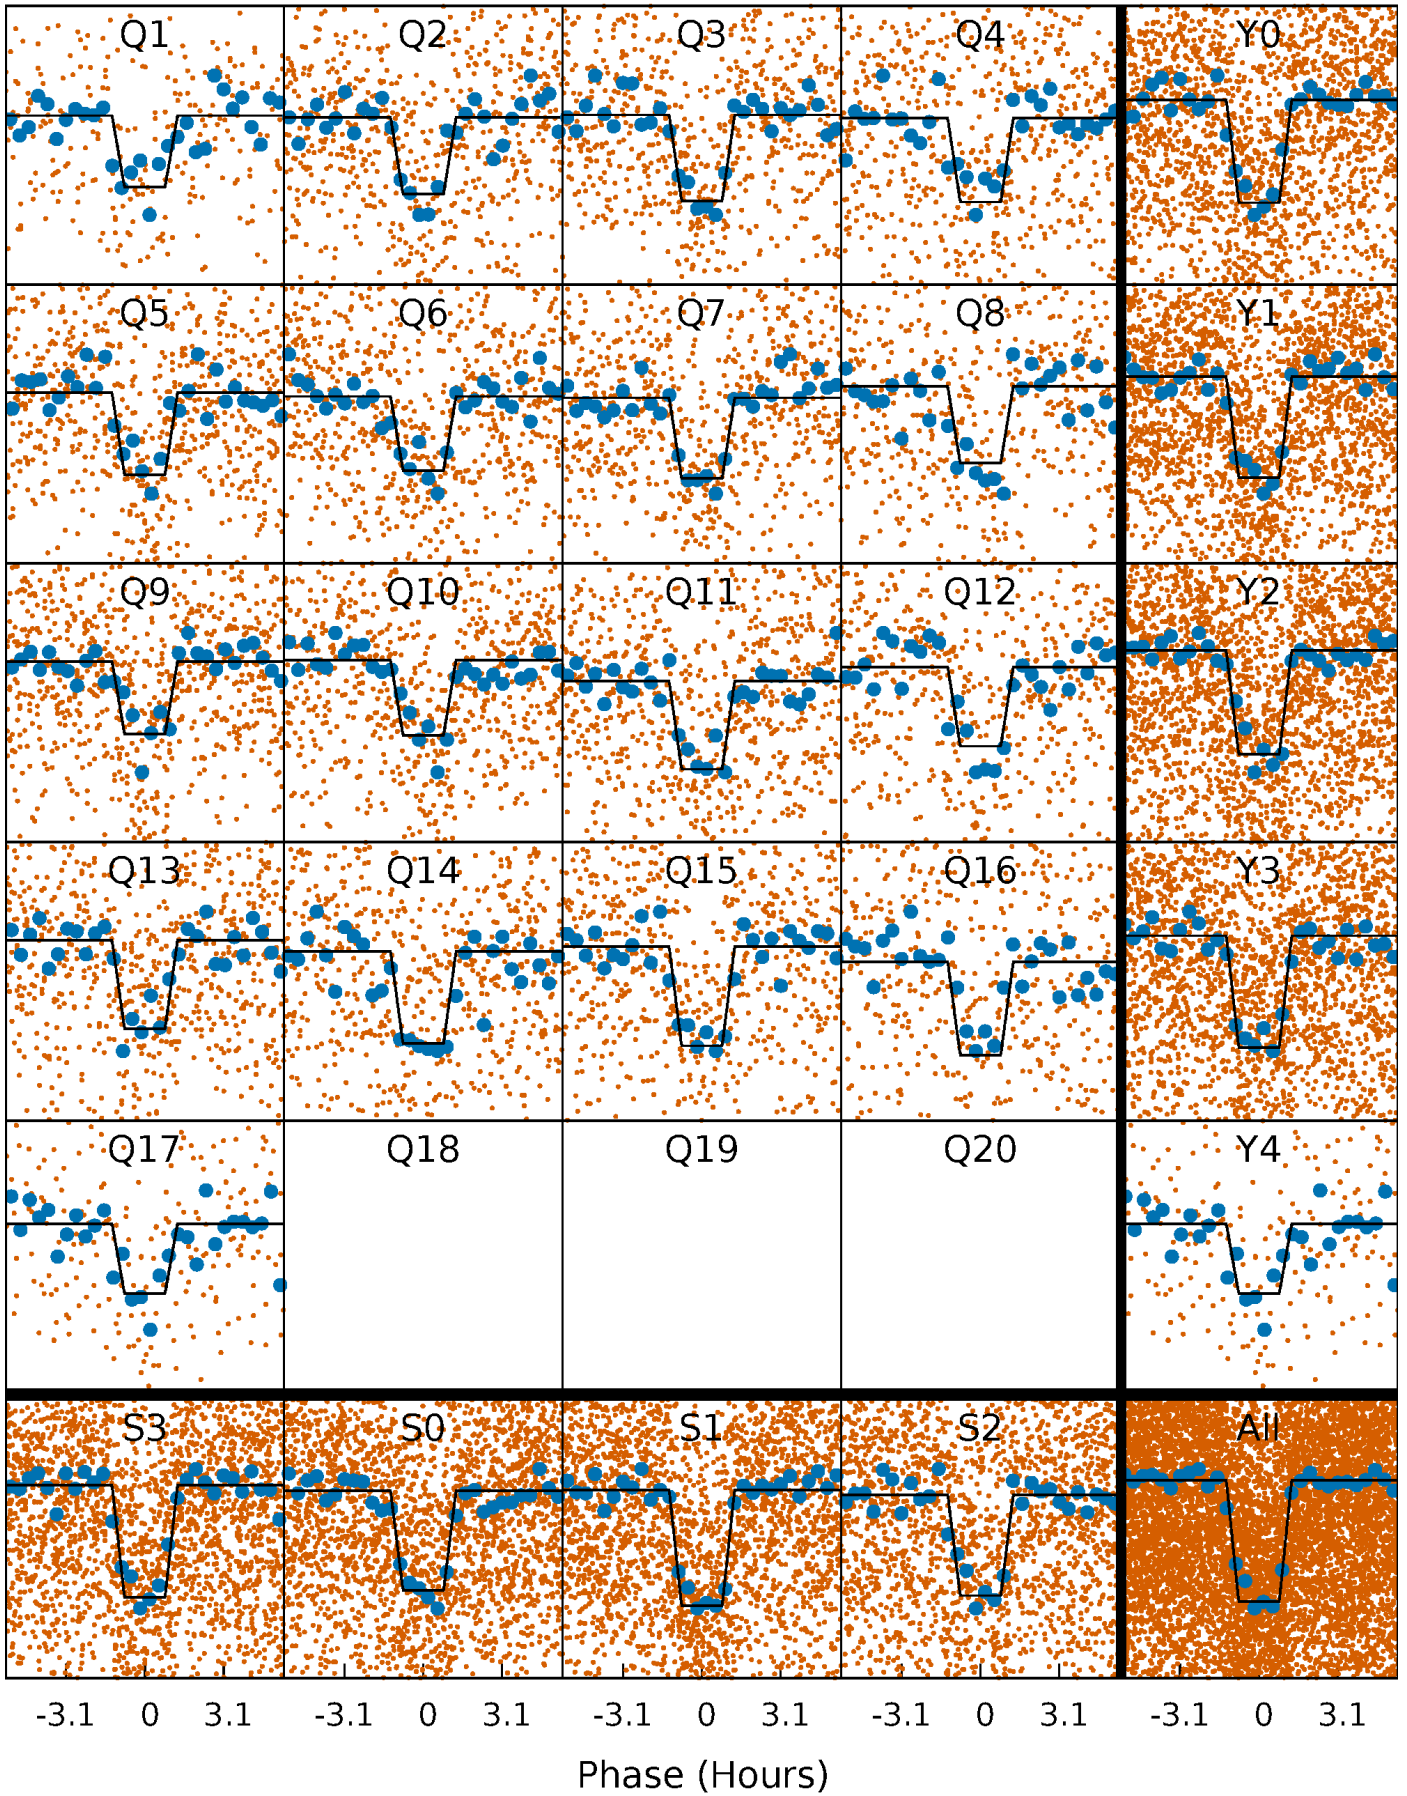 Q1 Q2 Q3 Q4 Y0
Q5 Q6 Q7 Q8 Y1
Q9 Q10 Q11 Q12 Y2
Q13 Q14 Q15 Q16 Y3
Q17 Q18 Q19 Q20 Y4
S3 S0 S1 S2 All
-3.1 0 3.1 -3.1 0 3.1 -3.1 0 3.1 -3.1 0 3.1 -3.1 0 3.1
Phase (Hours)